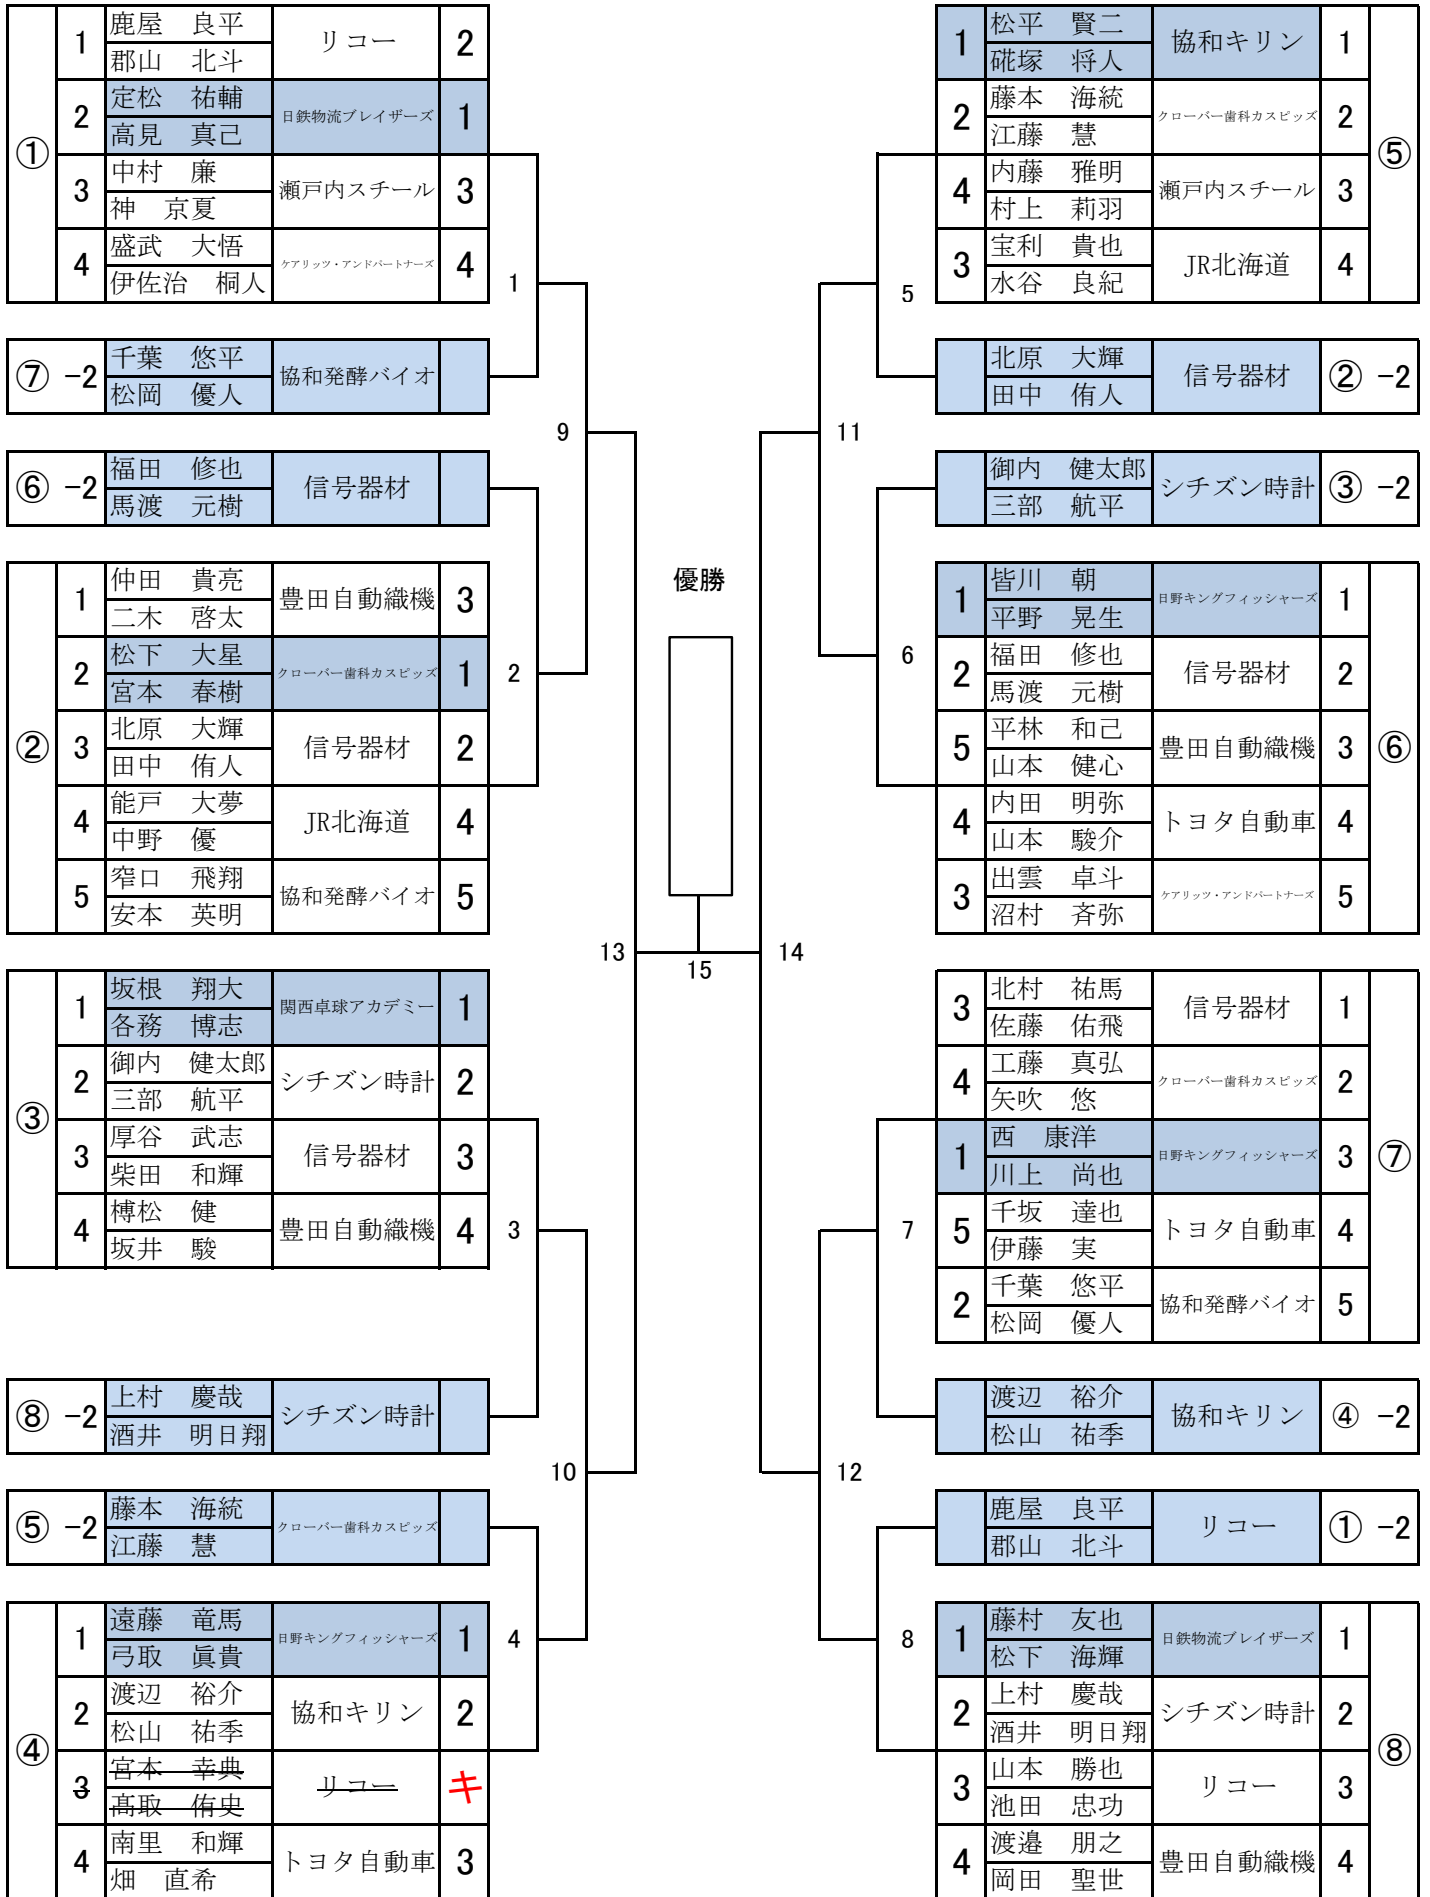 ① 1 鹿屋　良平 リコー 2
郡山　北斗
2 定松　祐輔 日鉄物流ブレイザーズ 1
高見　真己
3 中村　廉 瀬戸内スチール 3
神　京夏
4 盛武　大悟 ケアリッツ・アンドパートナーズ 4
伊佐治　桐人
1
⑦ -2 千葉　悠平 協和発酵バイオ
松岡　優人
9
⑥ -2 福田　修也 信号器材
馬渡　元樹
② 1 仲田　貴亮 豊田自動織機 3
二木　啓太
2 松下　大星 クローバー歯科カスピッズ 1
宮本　春樹
2
3 北原　大輝 信号器材 2
田中　侑人
4 能戸　大夢 JR北海道 4
中野　優
5 窄口　飛翔 協和発酵バイオ 5
安本　英明
13
③ 1 坂根　翔大 関西卓球アカデミー 1
各務　博志
2 御内　健太郎 シチズン時計 2
三部　航平
3 厚谷　武志 信号器材 3
柴田　和輝
4 榑松　健 豊田自動織機 4
坂井　駿
3
⑧ -2 上村　慶哉 シチズン時計
酒井　明日翔
10
⑤ -2 藤本　海統 クローバー歯科カスピッズ
江藤　慧
④ 1 遠藤　竜馬 日野キングフィッシャーズ 1
弓取　眞貴
4
2 渡辺　裕介 協和キリン 2
松山　祐季
3 宮本　幸典 リコー キ
髙取　侑史
4 南里　和輝 トヨタ自動車 3
畑　直希
優勝
15
1 松平　賢二 協和キリン 1 ⑤
硴塚　将人
2 藤本　海統 クローバー歯科カスピッズ 2
江藤　慧
4 内藤　雅明 瀬戸内スチール 3
村上　莉羽
3 宝利　貴也 JR北海道 4
水谷　良紀
5
北原　大輝 信号器材 ② -2
田中　侑人
11
御内　健太郎 シチズン時計 ③ -2
三部　航平
1 皆川　朝 日野キングフィッシャーズ 1 ⑥
平野　晃生
6
2 福田　修也 信号器材 2
馬渡　元樹
5 平林　和己 豊田自動織機 3
山本　健心
4 内田　明弥 トヨタ自動車 4
山本　駿介
3 出雲　卓斗 ケアリッツ・アンドパートナーズ 5
沼村　斉弥
14
3 北村　祐馬 信号器材 1 ⑦
佐藤　佑飛
4 工藤　真弘 クローバー歯科カスピッズ 2
矢吹　悠
1 西　康洋 日野キングフィッシャーズ 3
川上　尚也
5 千坂　達也 トヨタ自動車 4
伊藤　実
7
2 千葉　悠平 協和発酵バイオ 5
松岡　優人
渡辺　裕介 協和キリン ④ -2
松山　祐季
12
鹿屋　良平 リコー ① -2
郡山　北斗
1 藤村　友也 日鉄物流ブレイザーズ 1 ⑧
松下　海輝
8
2 上村　慶哉 シチズン時計 2
酒井　明日翔
3 山本　勝也 リコー 3
池田　忠功
4 渡邉　朋之 豊田自動織機 4
岡田　聖世